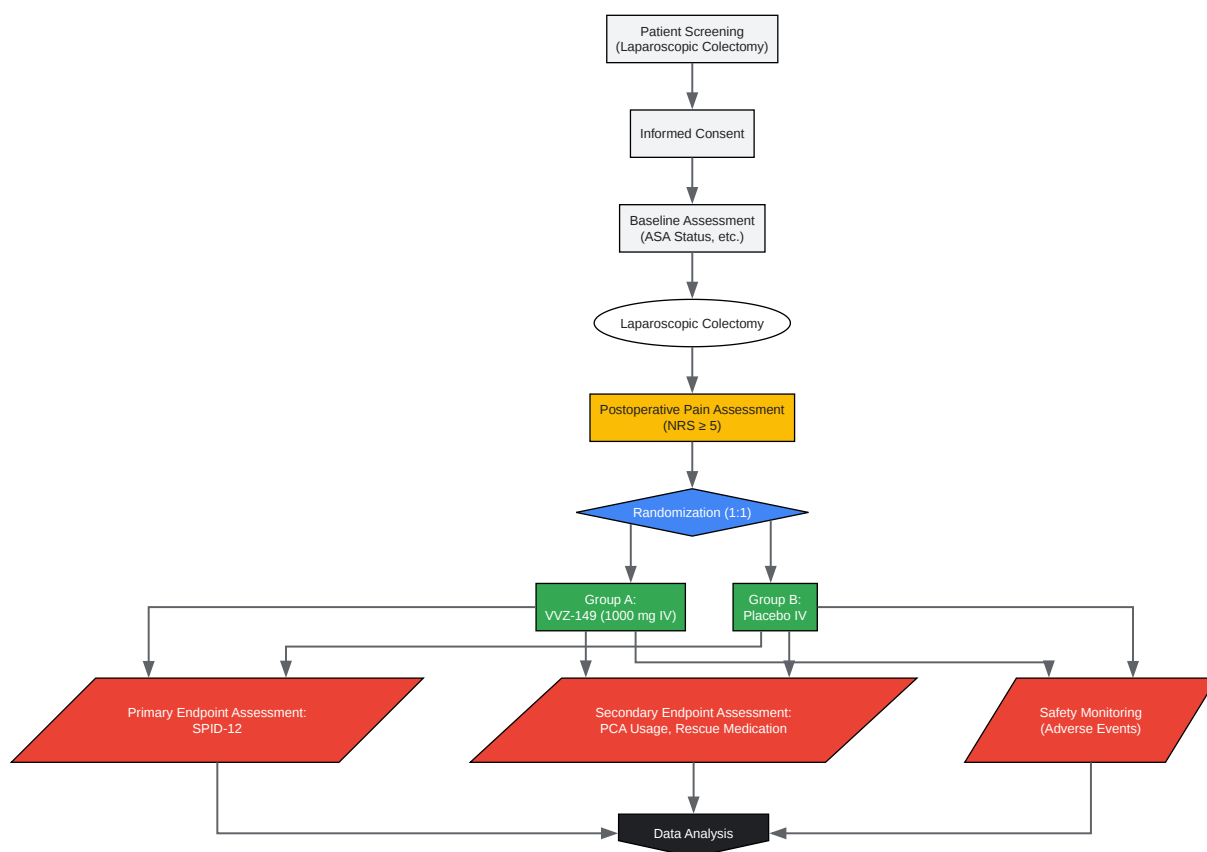 Patient Screening
(Laparoscopic Colectomy)
Informed Consent
Baseline Assessment
(ASA Status, etc.)
Laparoscopic Colectomy
Postoperative Pain Assessment
(NRS ≥ 5)
Randomization (1:1)
Group A:
VVZ-149 (1000 mg IV)
Group B:
Placebo IV
Primary Endpoint Assessment:
SPID-12
Secondary Endpoint Assessment:
PCA Usage, Rescue Medication
Safety Monitoring
(Adverse Events)
Data Analysis